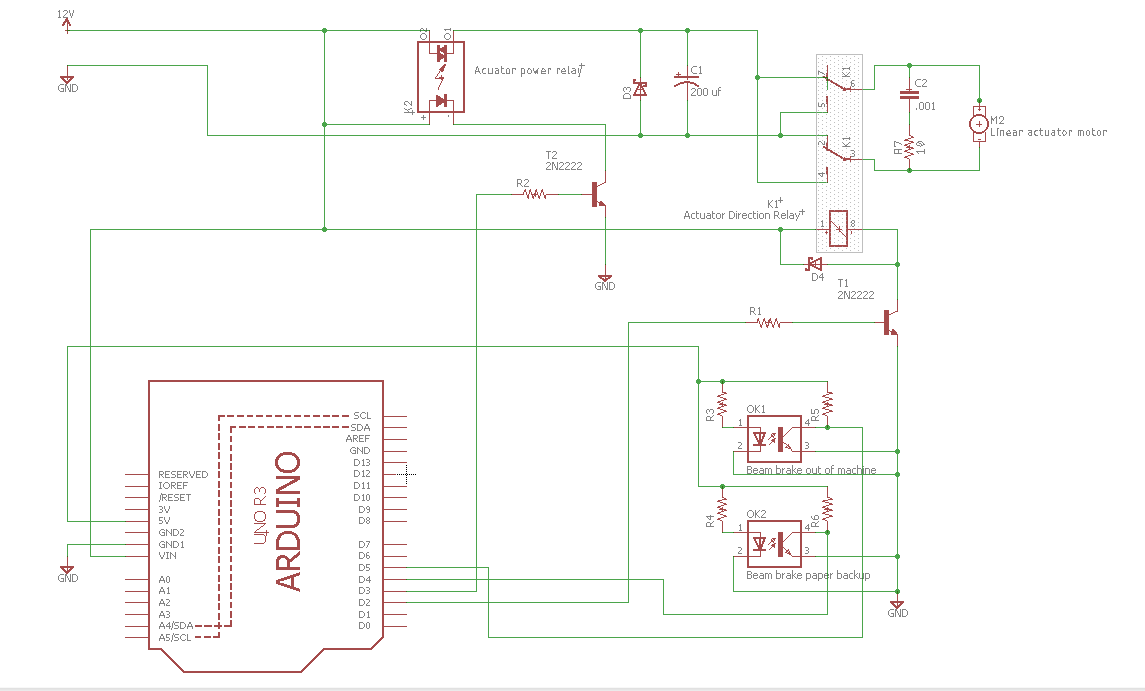 12V
GND
O2
O1
K2
+
-
Acuator power relay
D3
C1
200 uf
K1
7
6
5
K1
2
3
4
C2
.001
R7
10
M2
Linear actuator motor
T2
2N2222
R2
GND
K1
Actuator Direction Relay
1
8
D4
T1
2N2222
R1
R3
OK1
R5
1
4
2
3
Beam brake out of machine
R4
OK2
R6
1
4
2
3
Beam brake paper backup
GND
SCL
SDA
AREF
GND
D13
D12
D11
D10
D9
D8
D7
D6
D5
D4
D3
D2
D1
D0
RESERVED
IOREF
/RESET
3V
5V
GND2
GND1
VIN
A0
A1
A2
A3
A4/SDA
A5/SCL
UNO R3
ARDUINO
GND